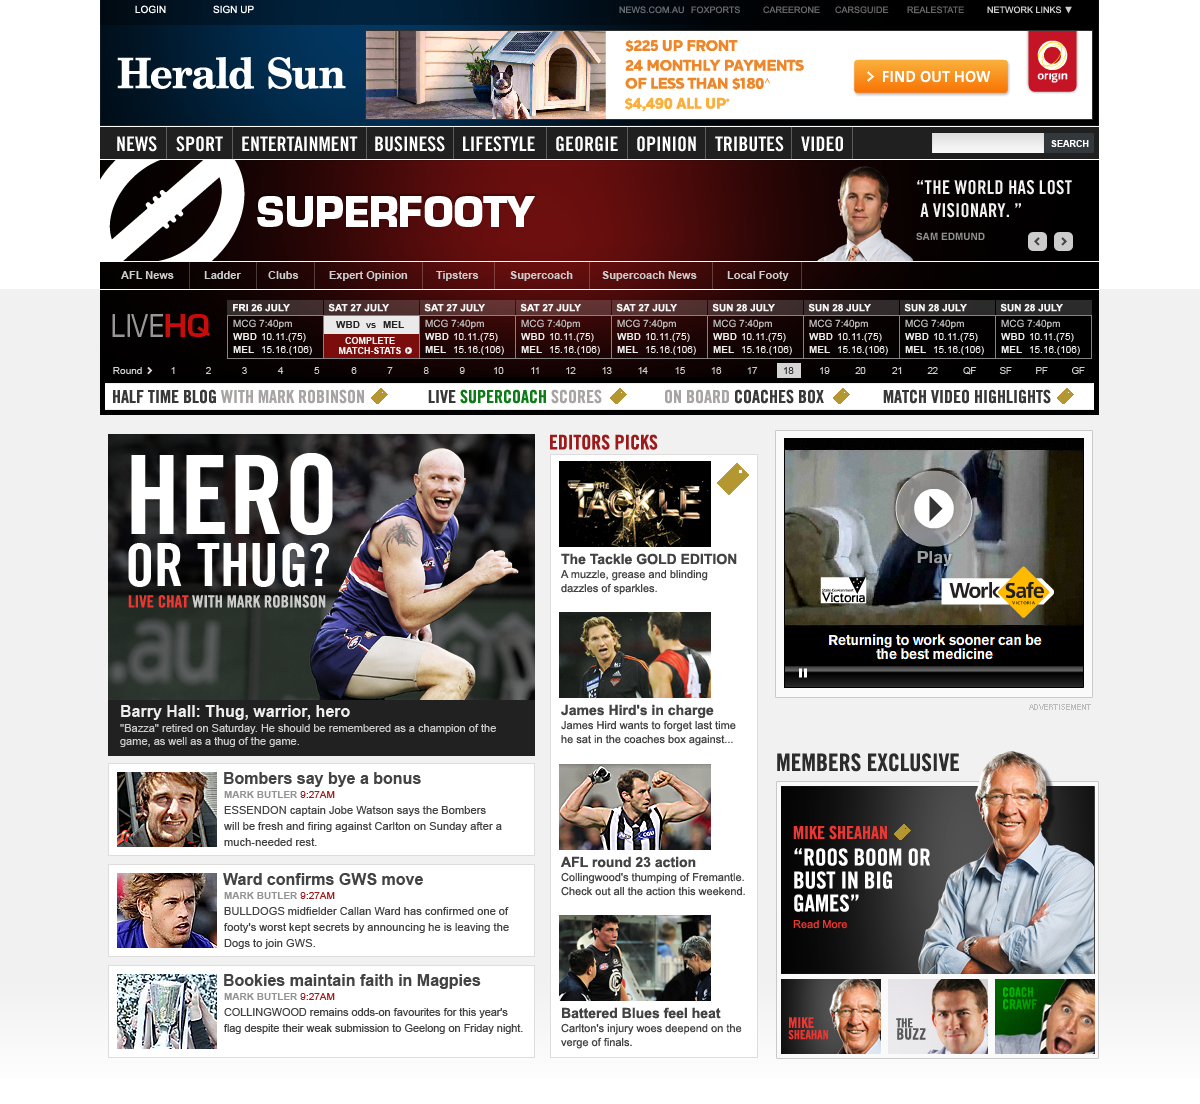 LOGIN SIGN UP NEWS.COM.AU FOXPORTS CAREERONE CARSGUIDE REALESTATE NETWORK LINKS ▼
Herald Sun
$225 UP FRONT
24 MONTHLY PAYMENTS
OF LESS THAN $180^
$4,490 ALL UP*
FIND OUT HOW
origin
NEWS SPORT ENTERTAINMENT BUSINESS LIFESTYLE GEORGIE OPINION TRIBUTES VIDEO SEARCH
SUPERFOOTY
“THE WORLD HAS LOST
A VISIONARY. ”
SAM EDMUND
AFL News Ladder Clubs Expert Opinion Tipsters Supercoach Supercoach News Local Footy
LIVEHQ
FRI 26 JULY SAT 27 JULY SAT 27 JULY SAT 27 JULY SAT 27 JULY SUN 28 JULY SUN 28 JULY SUN 28 JULY SUN 28 JULY
MCG 7:40pm WBD vs MEL MCG 7:40pm MCG 7:40pm MCG 7:40pm MCG 7:40pm MCG 7:40pm MCG 7:40pm MCG 7:40pm
WBD 10.11.(75) COMPLETE WBD 10.11.(75) WBD 10.11.(75) WBD 10.11.(75) WBD 10.11.(75) WBD 10.11.(75) WBD 10.11.(75) WBD 10.11.(75)
MEL 15.16.(106) MATCH-STATS MEL 15.16.(106) MEL 15.16.(106) MEL 15.16.(106) MEL 15.16.(106) MEL 15.16.(106) MEL 15.16.(106) MEL 15.16.(106)
Round 1 2 3 4 5 6 7 8 9 10 11 12 13 14 15 16 17 18 19 20 21 22 QF SF PF GF
HALF TIME BLOG WITH MARK ROBINSON LIVE SUPERCOACH SCORES ON BOARD COACHES BOX MATCH VIDEO HIGHLIGHTS
HERO
OR THUG?
LIVE CHAT WITH MARK ROBINSON
.au
Barry Hall: Thug, warrior, hero
"Bazza" retired on Saturday. He should be remembered as a champion of the
game, as well as a thug of the game.
Bombers say bye a bonus
MARK BUTLER 9:27AM
ESSENDON captain Jobe Watson says the Bombers
will be fresh and firing against Carlton on Sunday after a
much-needed rest.
Ward confirms GWS move
MARK BUTLER 9:27AM
BULLDOGS midfielder Callan Ward has confirmed one of
footy's worst kept secrets by announcing he is leaving the
Dogs to join GWS.
Bookies maintain faith in Magpies
MARK BUTLER 9:27AM
COLLINGWOOD remains odds-on favourites for this year's
flag despite their weak submission to Geelong on Friday night.
EDITORS PICKS
THE
TACKLE
The Tackle GOLD EDITION
A muzzle, grease and blinding
dazzles of sparkles.
James Hird's in charge
James Hird wants to forget last time
he sat in the coaches box against...
AFL round 23 action
Collingwood's thumping of Fremantle.
Check out all the action this weekend.
Battered Blues feel heat
Carlton's injury woes deepen on the
verge of finals.
Play
Victoria
WorkSafe
VICTORIA
Returning to work sooner can be
the best medicine
ADVERTISEMENT
MEMBERS EXCLUSIVE
MIKE SHEAHAN
“ROOS BOOM OR
BUST IN BIG
GAMES”
Read More
MIKE
SHEAHAN
THE
BUZZ
COACH
CRAWF